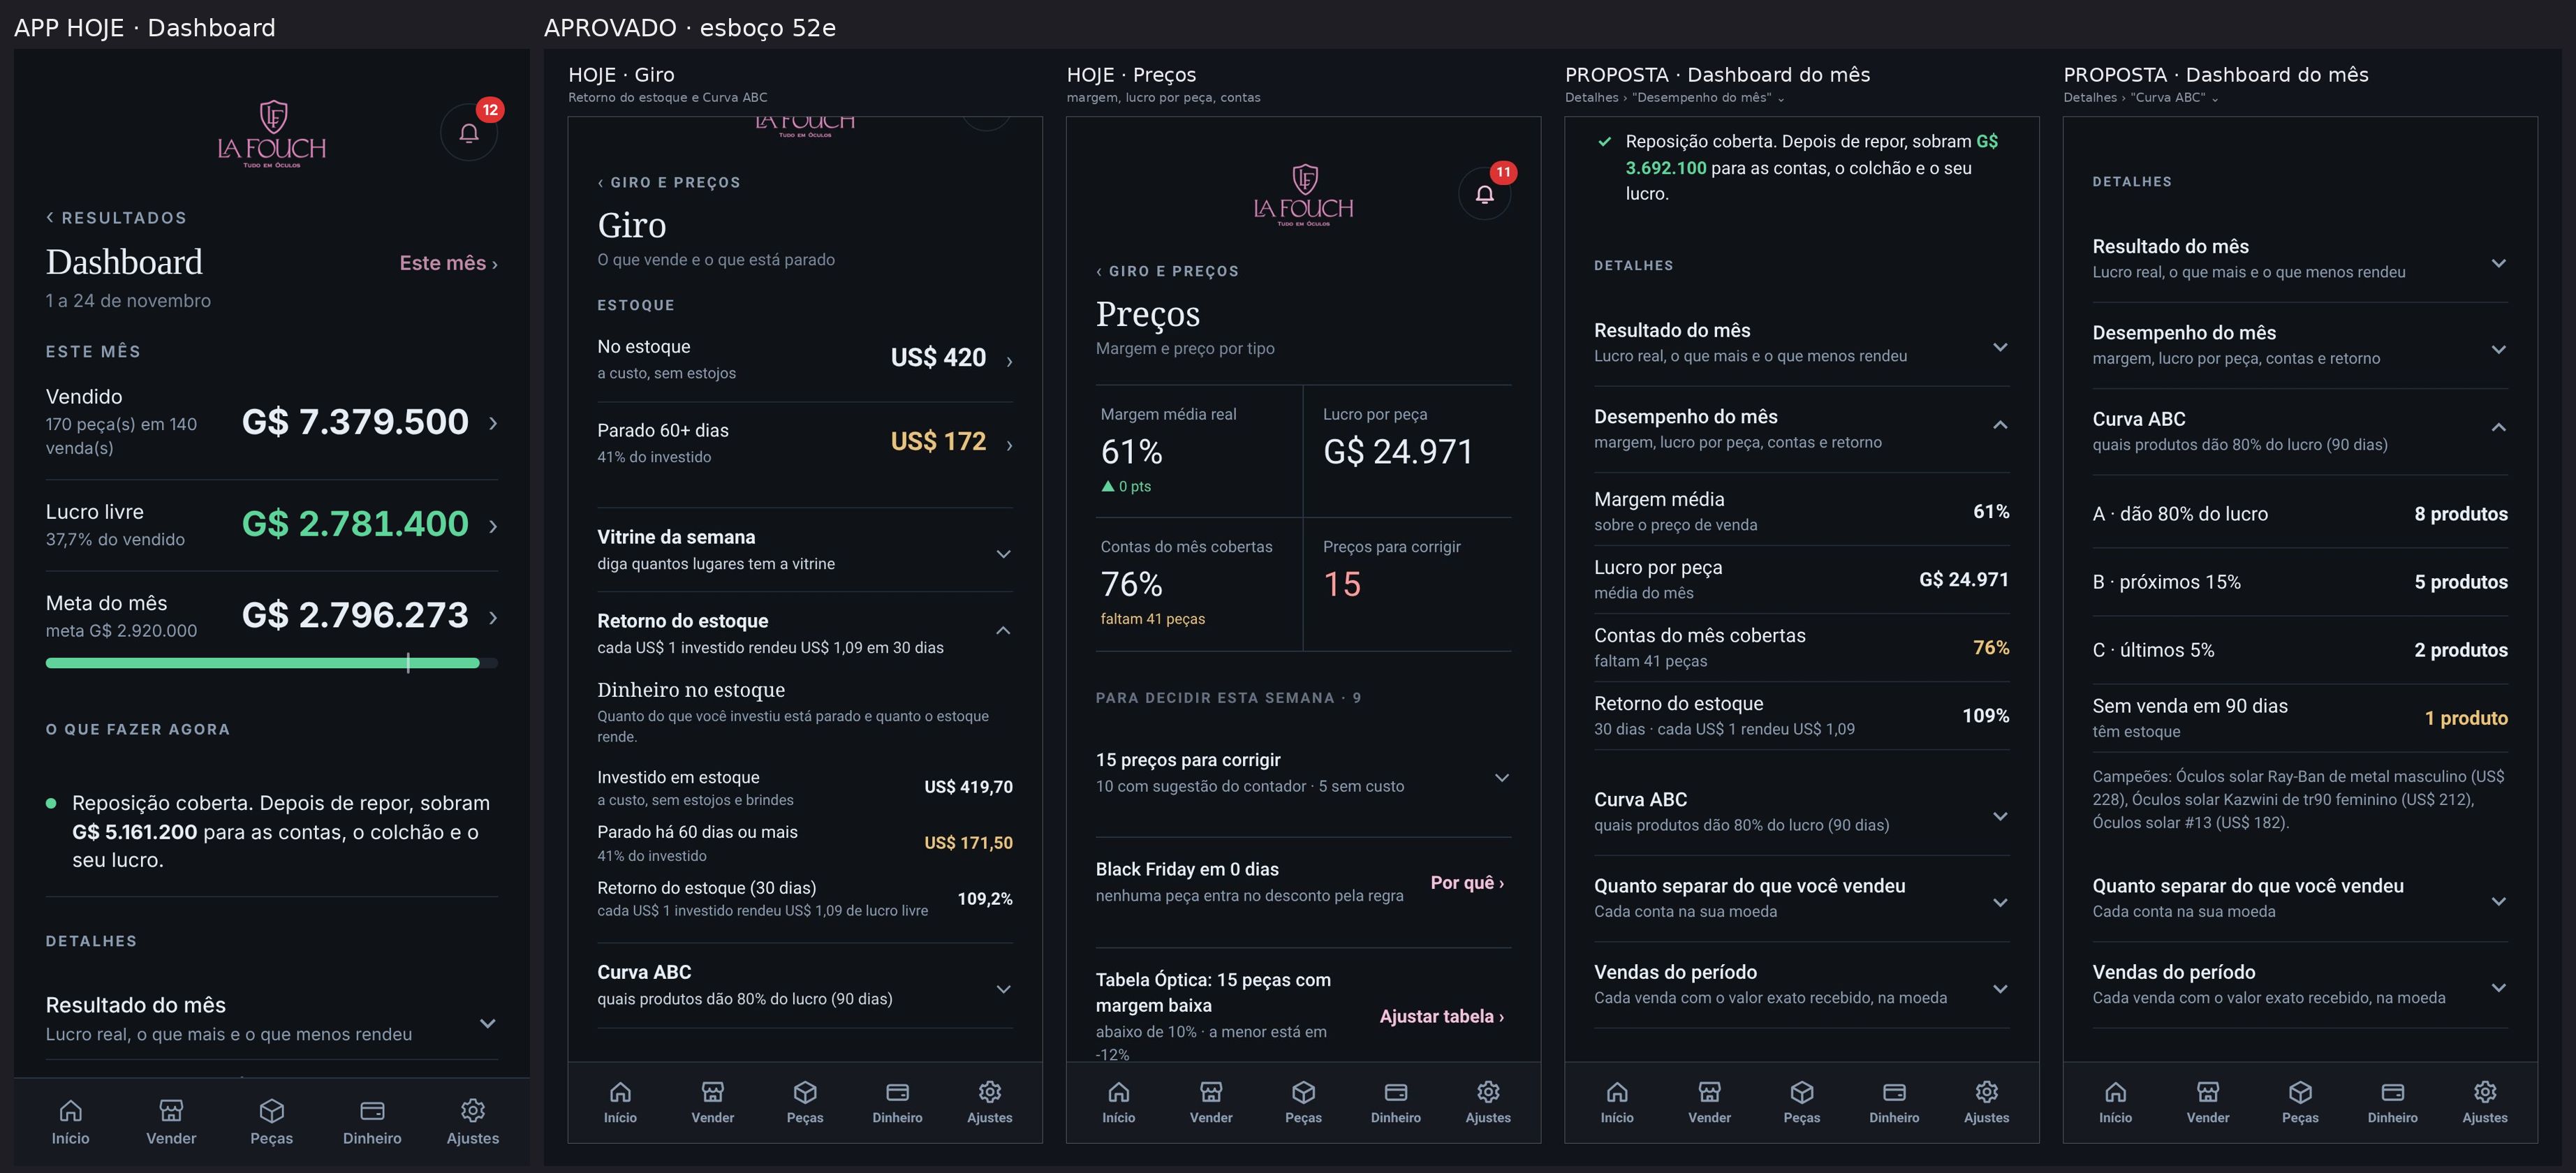 APP HOJE · Dashboard
LF
LA FOUCH
TUDO EM ÓCULOS
12
‹ RESULTADOS
Dashboard
Este mês ›
1 a 24 de novembro
ESTE MÊS
Vendido
170 peça(s) em 140
venda(s)
G$ 7.379.500 ›
Lucro livre
37,7% do vendido
G$ 2.781.400 ›
Meta do mês
meta G$ 2.920.000
G$ 2.796.273 ›
O QUE FAZER AGORA
Reposição coberta. Depois de repor, sobram
G$ 5.161.200 para as contas, o colchão e o
seu lucro.
DETALHES
Resultado do mês
Lucro real, o que mais e o que menos rendeu
Início
Vender
Peças
Dinheiro
Ajustes
APROVADO · esboço 52e
HOJE · Giro
Retorno do estoque e Curva ABC
LA FOUCH
TUDO EM ÓCULOS
‹ GIRO E PREÇOS
Giro
O que vende e o que está parado
ESTOQUE
No estoque
a custo, sem estojos
US$ 420 ›
Parado 60+ dias
41% do investido
US$ 172 ›
Vitrine da semana
diga quantos lugares tem a vitrine
Retorno do estoque
cada US$ 1 investido rendeu US$ 1,09 em 30 dias
Dinheiro no estoque
Quanto do que você investiu está parado e quanto o estoque
rende.
Investido em estoque
a custo, sem estojos e brindes
US$ 419,70
Parado há 60 dias ou mais
41% do investido
US$ 171,50
Retorno do estoque (30 dias)
cada US$ 1 investido rendeu US$ 1,09 de lucro livre
109,2%
Curva ABC
quais produtos dão 80% do lucro (90 dias)
Início
Vender
Peças
Dinheiro
Ajustes
HOJE · Preços
margem, lucro por peça, contas
LF
LA FOUCH
TUDO EM ÓCULOS
11
‹ GIRO E PREÇOS
Preços
Margem e preço por tipo
Margem média real
61%
▲ 0 pts
Lucro por peça
G$ 24.971
Contas do mês cobertas
76%
faltam 41 peças
Preços para corrigir
15
PARA DECIDIR ESTA SEMANA · 9
15 preços para corrigir
10 com sugestão do contador · 5 sem custo
Black Friday em 0 dias
nenhuma peça entra no desconto pela regra
Por quê ›
Tabela Óptica: 15 peças com
margem baixa
abaixo de 10% · a menor está em
-12%
Ajustar tabela ›
Início
Vender
Peças
Dinheiro
Ajustes
PROPOSTA · Dashboard do mês
Detalhes › "Desempenho do mês" ⌄
Reposição coberta. Depois de repor, sobram G$
3.692.100 para as contas, o colchão e o seu
lucro.
DETALHES
Resultado do mês
Lucro real, o que mais e o que menos rendeu
Desempenho do mês
margem, lucro por peça, contas e retorno
Margem média
sobre o preço de venda
61%
Lucro por peça
média do mês
G$ 24.971
Contas do mês cobertas
faltam 41 peças
76%
Retorno do estoque
30 dias · cada US$ 1 rendeu US$ 1,09
109%
Curva ABC
quais produtos dão 80% do lucro (90 dias)
Quanto separar do que você vendeu
Cada conta na sua moeda
Vendas do período
Cada venda com o valor exato recebido, na moeda
Início
Vender
Peças
Dinheiro
Ajustes
PROPOSTA · Dashboard do mês
Detalhes › "Curva ABC" ⌄
DETALHES
Resultado do mês
Lucro real, o que mais e o que menos rendeu
Desempenho do mês
margem, lucro por peça, contas e retorno
Curva ABC
quais produtos dão 80% do lucro (90 dias)
A · dão 80% do lucro
8 produtos
B · próximos 15%
5 produtos
C · últimos 5%
2 produtos
Sem venda em 90 dias
têm estoque
1 produto
Campeões: Óculos solar Ray-Ban de metal masculino (US$
228), Óculos solar Kazwini de tr90 feminino (US$ 212),
Óculos solar #13 (US$ 182).
Quanto separar do que você vendeu
Cada conta na sua moeda
Vendas do período
Cada venda com o valor exato recebido, na moeda
Início
Vender
Peças
Dinheiro
Ajustes